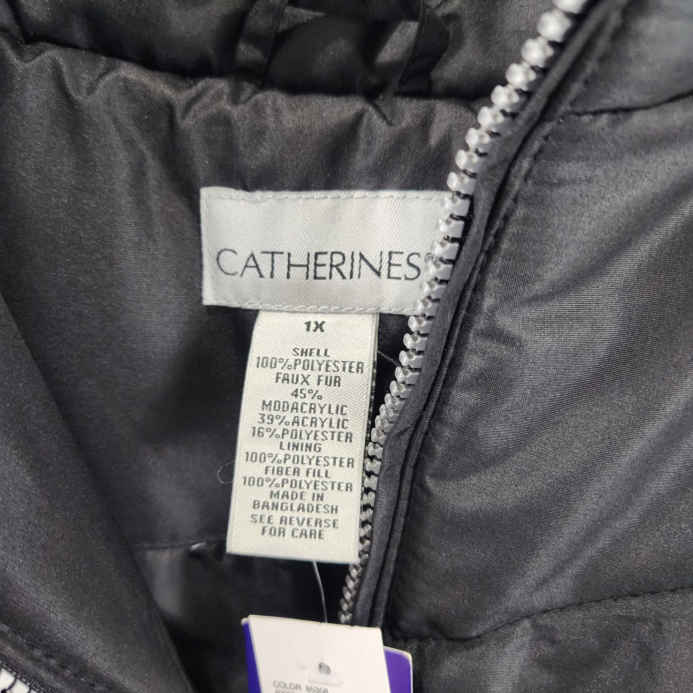 CATHERINES
1X
SHELL
100%POLYESTER
FAUX FUR
45%
MODACRYLIC
39%ACRYLIC
16%POLYESTER
LINING
100%POLYESTER
FIBER FILL
100%POLYESTER
MADE IN
BANGLADESH
SEE REVERSE
FOR CARE
COLOR